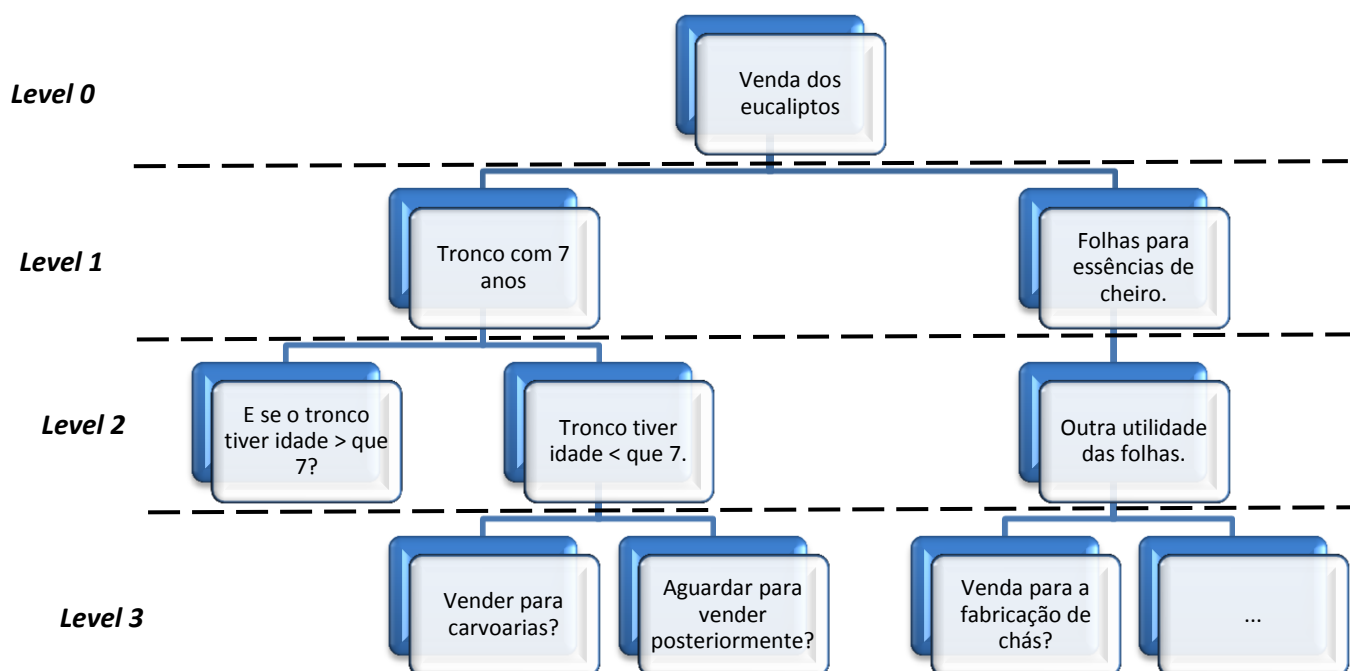 Level 0
Venda dos
eucaliptos
Level 1
Tronco com 7
anos
Folhas para
essências de
cheiro.
Level 2
E se o tronco
tiver idade > que
7?
Tronco tiver
idade < que 7.
Outra utilidade
das folhas.
Level 3
Vender para
carvoarias?
Aguardar para
vender
posteriormente?
Venda para a
fabricação de
chás?
...